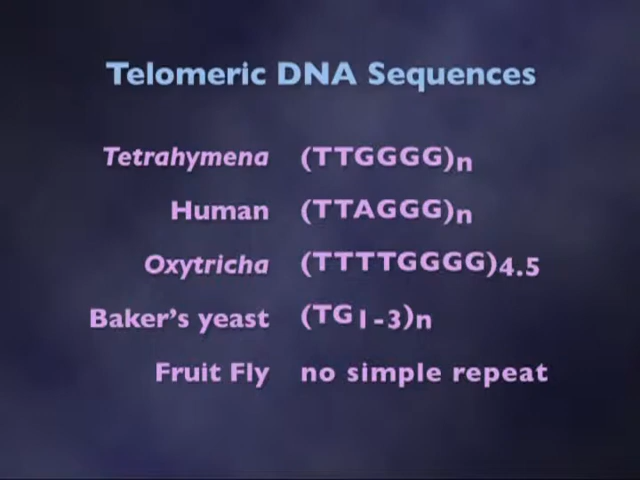 Telomeric DNA Sequences
Tetrahymena (TTGGGG)n
Human (TTAGGG)n
Oxytricha (TTTTGGGG)4.5
Baker's yeast (TG1-3)n
Fruit Fly no simple repeat